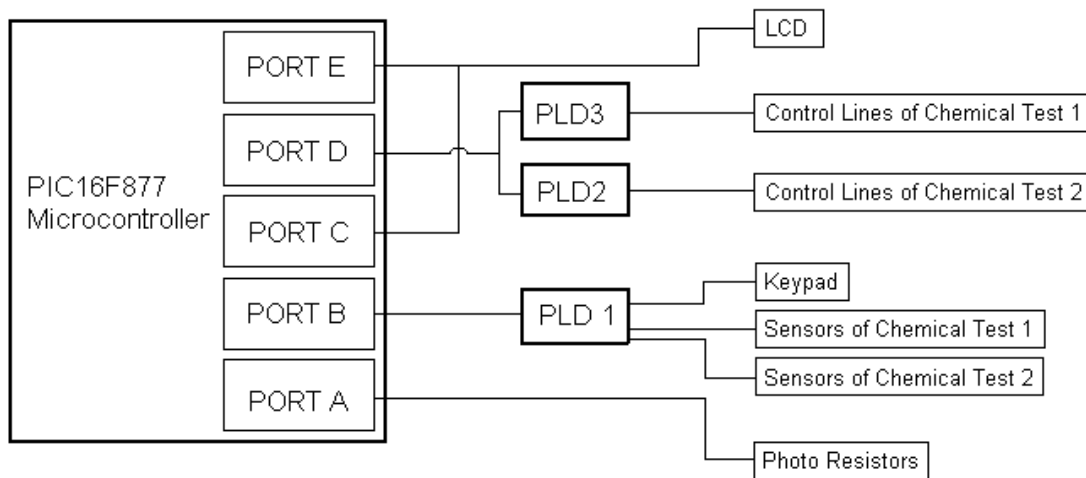 PORT E
PORT D
PIC16F877
Microcontroller
PORT C
PORT B
PORT A
PLD3
PLD2
PLD 1
LCD
Control Lines of Chemical Test 1
Control Lines of Chemical Test 2
Keypad
Sensors of Chemical Test 1
Sensors of Chemical Test 2
Photo Resistors